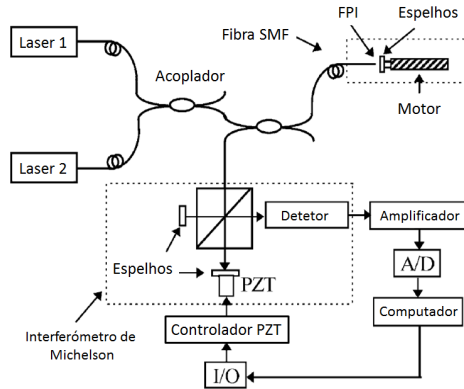 Laser 1
Fibra SMF
FPI
Espelhos
Acoplador
Motor
Laser 2
Detetor
Amplificador
Espelhos
PZT
A/D
Interferómetro de
Michelson
Controlador PZT
Computador
I/O